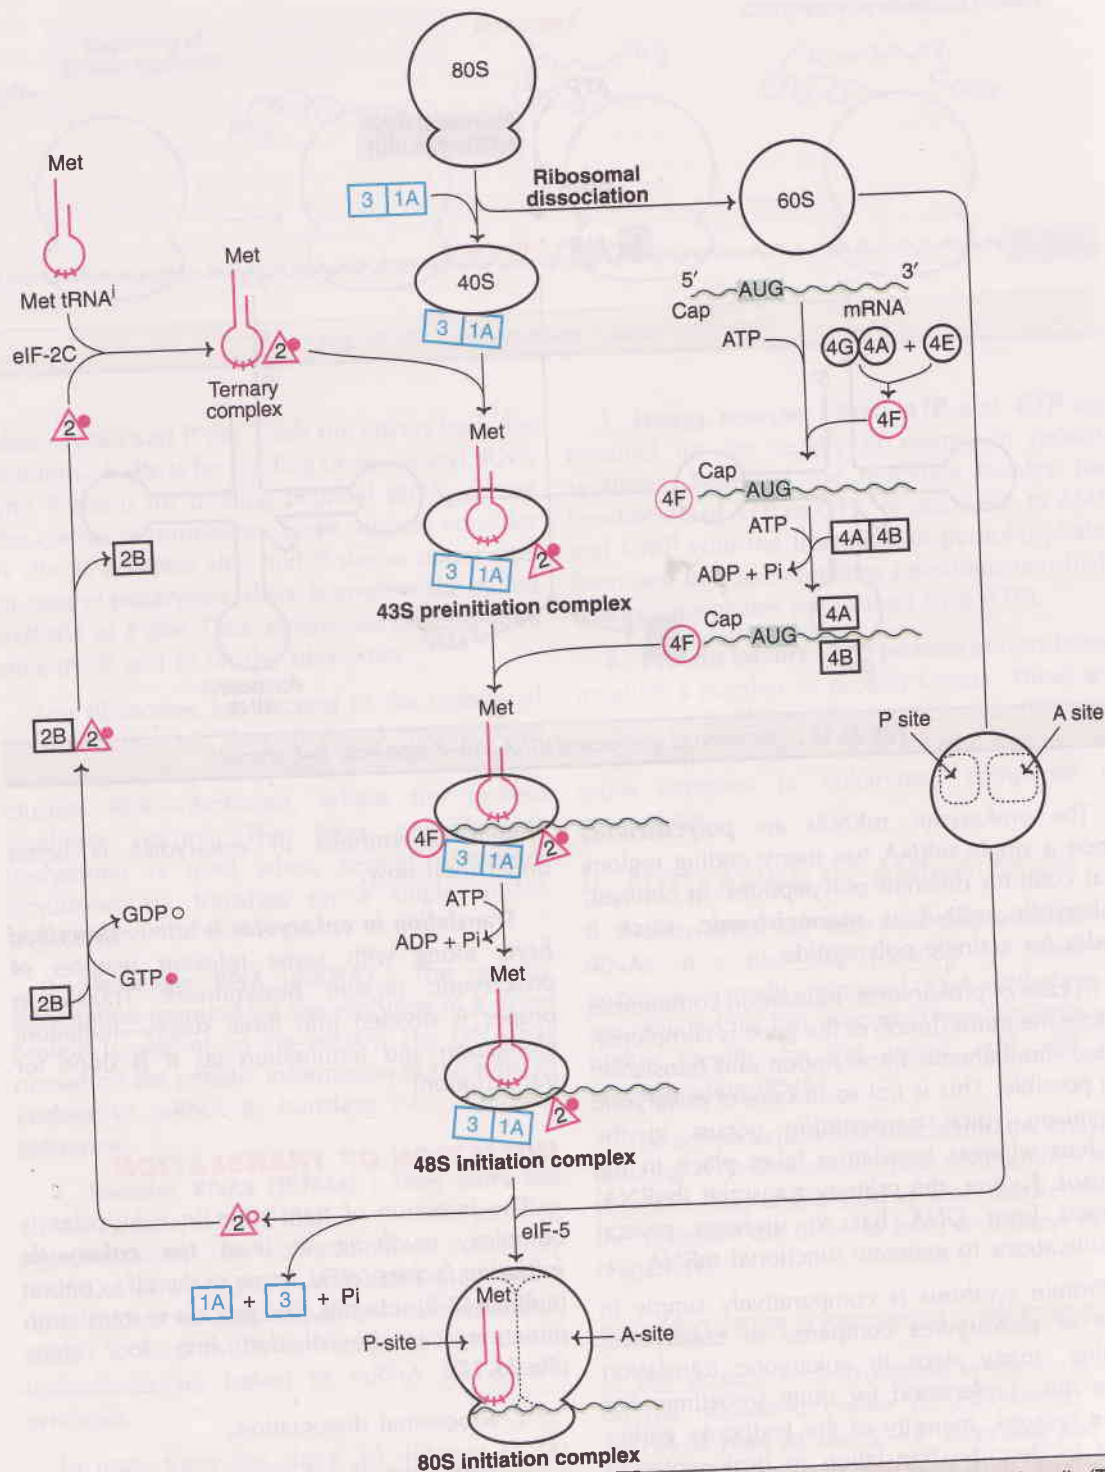 80S
Met
3 1A
Ribosomal
dissociation
60S
Met tRNAⁱ
Met
40S
3 1A
5′ AUG 3′
Cap
mRNA
ATP
4G 4A + 4E
eIF-2C
2
Ternary
complex
4F
2
Met
Cap
4F AUG
ATP
4A 4B
ADP + Pi
2B
3 1A
2
43S preinitiation complex
4A
Cap
4F AUG
4B
Met
P site
A site
2B 2
4F
3 1A
2
ATP
ADP + Pi
GDP
GTP
2B
Met
3 1A
2
48S initiation complex
2
eIF-5
1A + 3 + Pi
Met
P-site
A-site
80S initiation complex